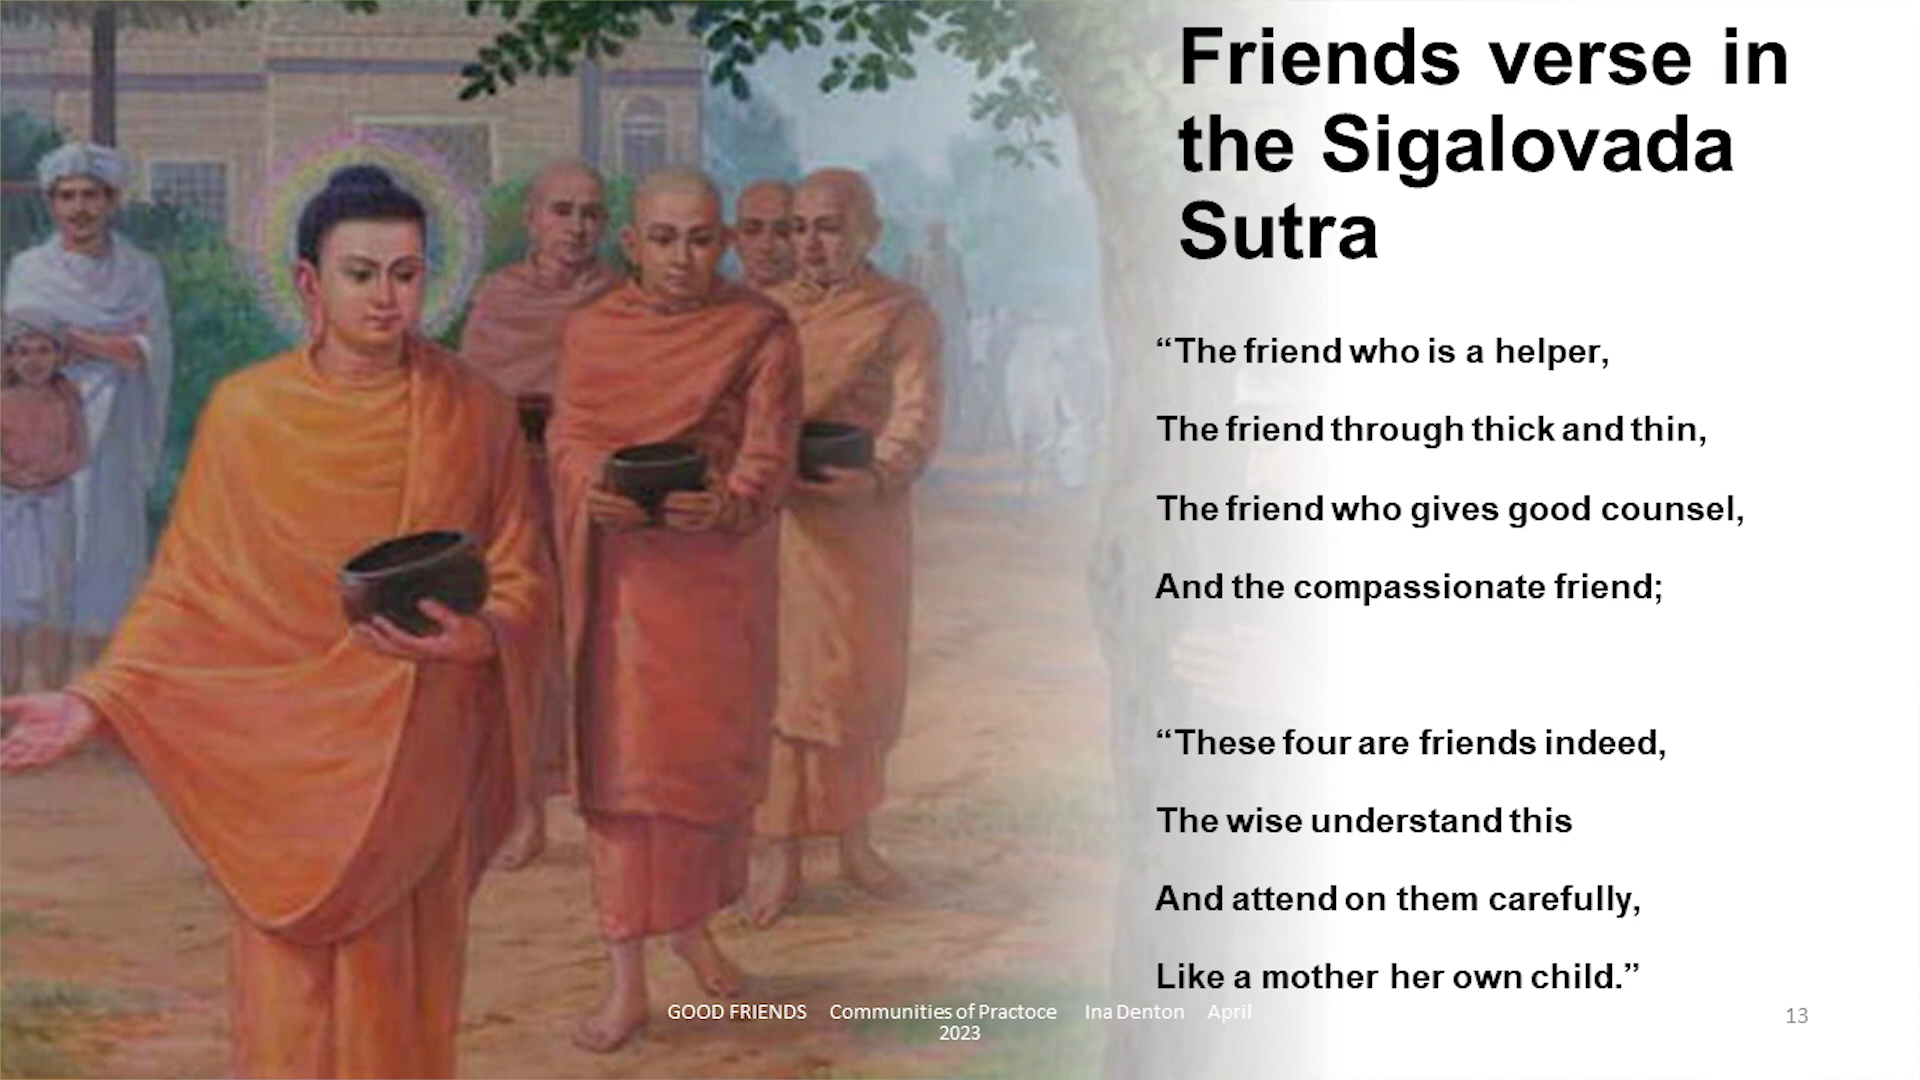 Friends verse in
the Sigalovada
Sutra
“The friend who is a helper,
The friend through thick and thin,
The friend who gives good counsel,
And the compassionate friend;
“These four are friends indeed,
The wise understand this
And attend on them carefully,
Like a mother her own child.”
GOOD FRIENDS Communities of Practoce Ina Denton April
2023
13